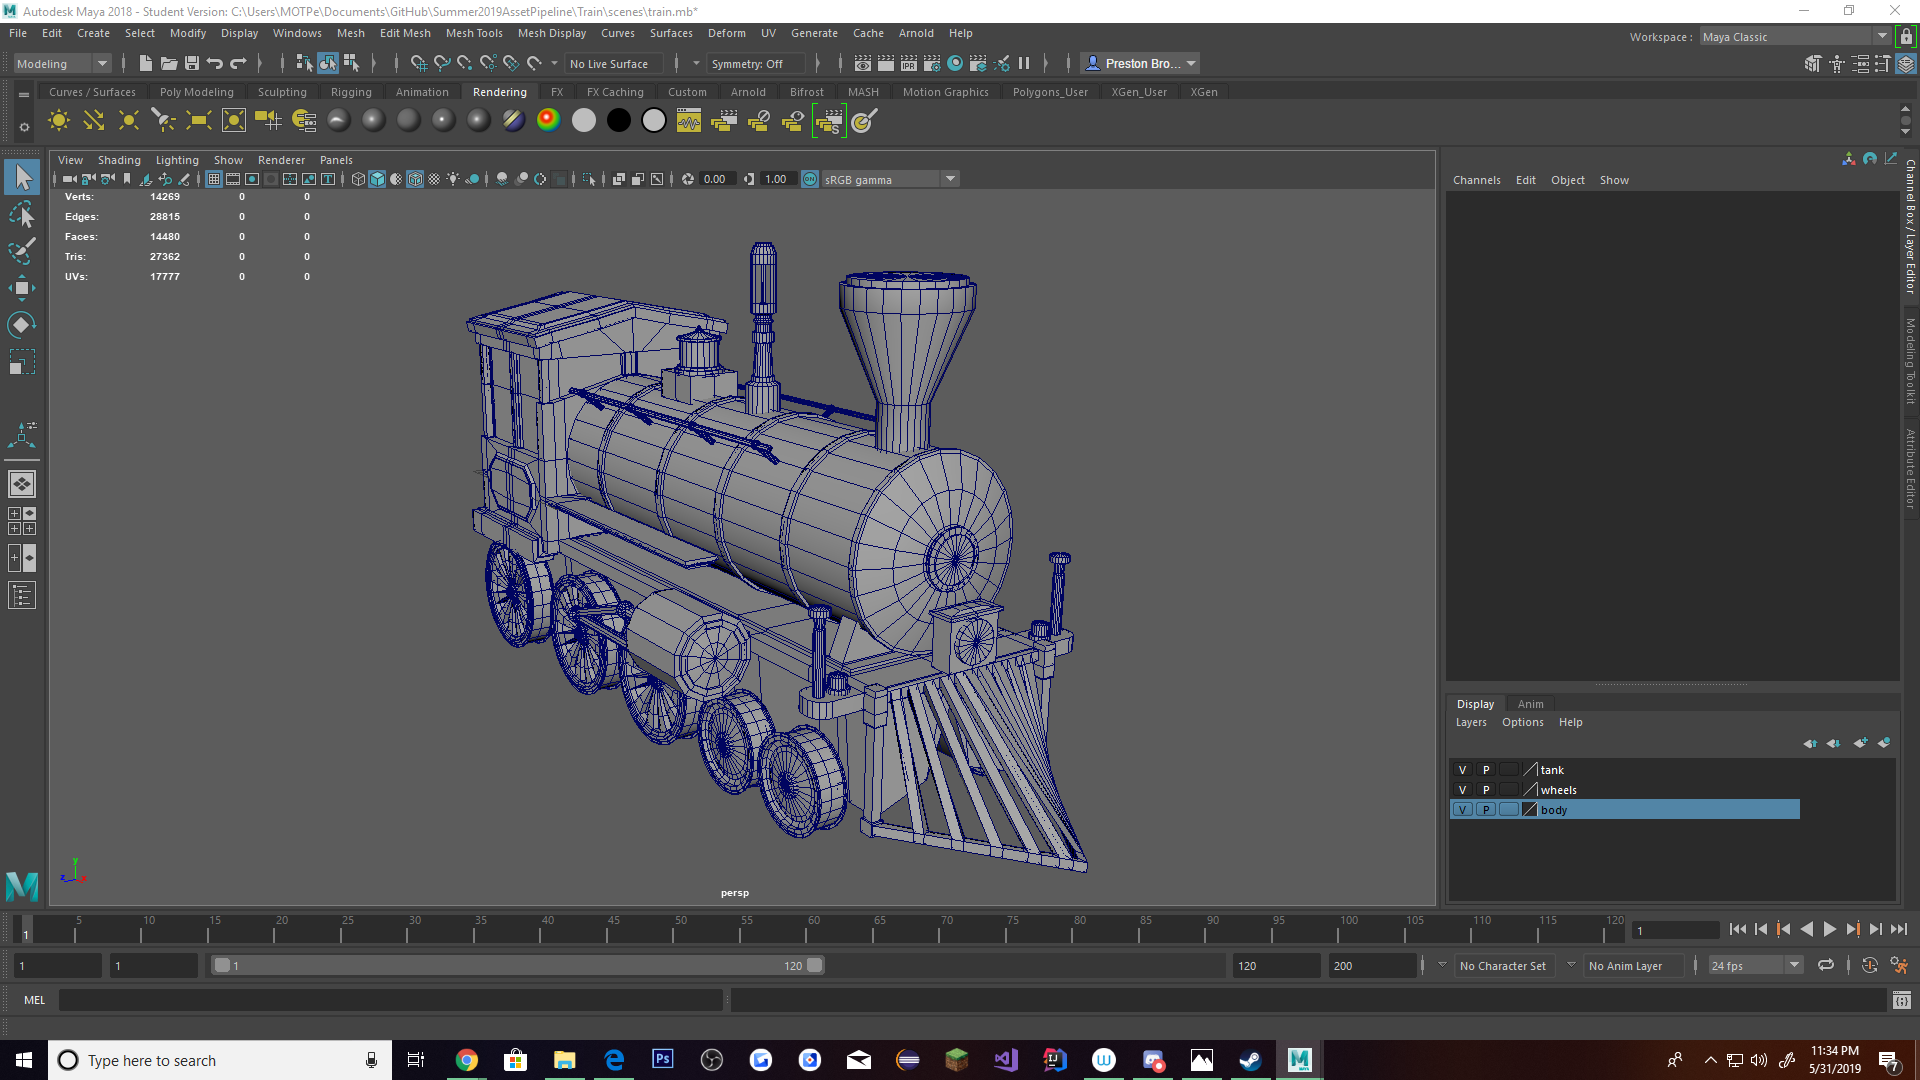 Autodesk Maya 2018 - Student Version: C:\Users\MOTPe\Documents\GitHub\Summer2019AssetPipeline\Train\scenes\train.mb*
File Edit Create Select Modify Display Windows Mesh Edit Mesh Mesh Tools Mesh Display Curves Surfaces Deform UV Generate Cache Arnold Help
Workspace : Maya Classic
Modeling No Live Surface Symmetry: Off IPR Preston Bro...
Curves / Surfaces Poly Modeling Sculpting Rigging Animation Rendering FX FX Caching Custom Arnold Bifrost MASH Motion Graphics Polygons_User XGen_User XGen
View Shading Lighting Show Renderer Panels
0.00 1.00 ON sRGB gamma
Verts: 14269 0 0
Edges: 28815 0 0
Faces: 14480 0 0
Tris: 27362 0 0
UVs: 17777 0 0
persp
y
z x
Channels Edit Object Show
Channel Box / Layer Editor
Modeling Toolkit
Attribute Editor
Display Anim
Layers Options Help
V P tank
V P wheels
V P body
5 10 15 20 25 30 35 40 45 50 55 60 65 70 75 80 85 90 95 100 105 110 115 120
1 1
1 1 1 120 120 200 No Character Set No Anim Layer 24 fps
MEL
Type here to search
Ps
11:34 PM
5/31/2019
7